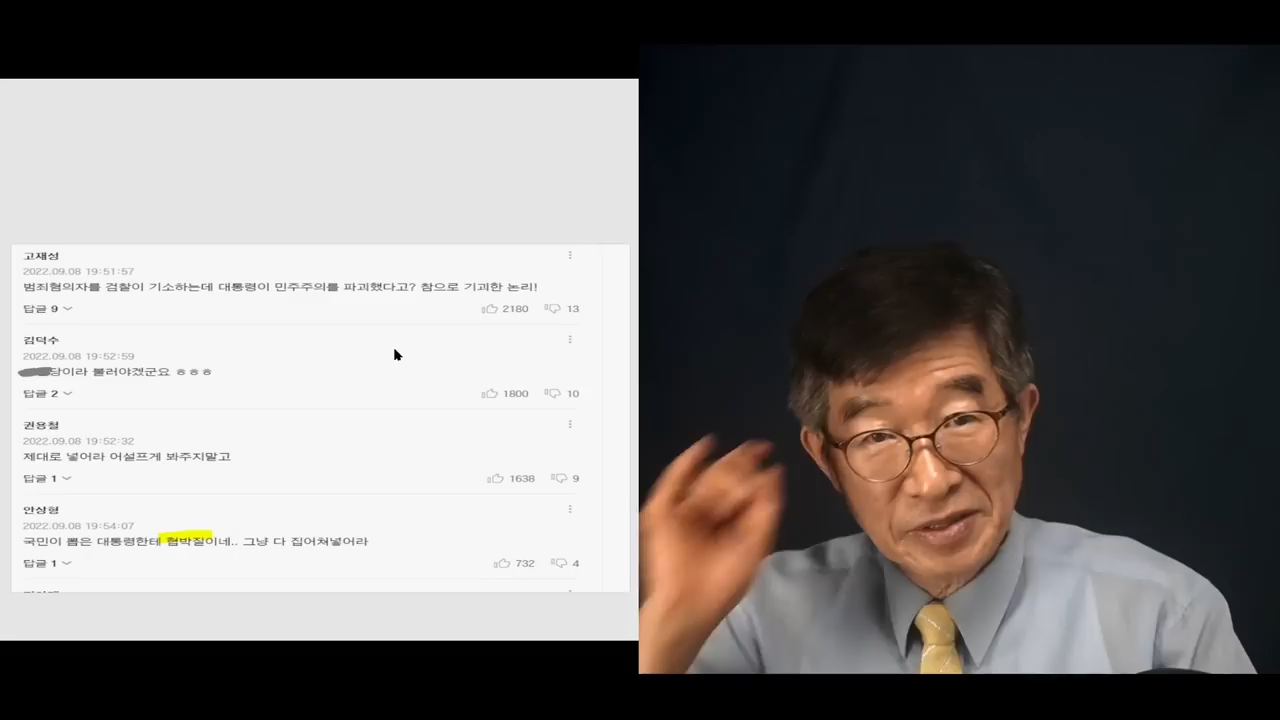 고재성
2022.09.08 19:51:57
범죄혐의자를 검찰이 기소하는데 대통령이 민주주의를 파괴했다고? 참으로 기괴한 논리!
답글 9
2180 13
김덕수
2022.09.08 19:52:59
당이라 불러야겠군요 ㅎㅎㅎ
답글 2
1800 10
권용철
2022.09.08 19:52:32
제대로 넣어라 어설프게 봐주지말고
답글 1
1638 9
안상형
2022.09.08 19:54:07
국민이 뽑은 대통령한테 협박질이네.. 그냥 다 집어쳐넣어라
답글 1
732 4